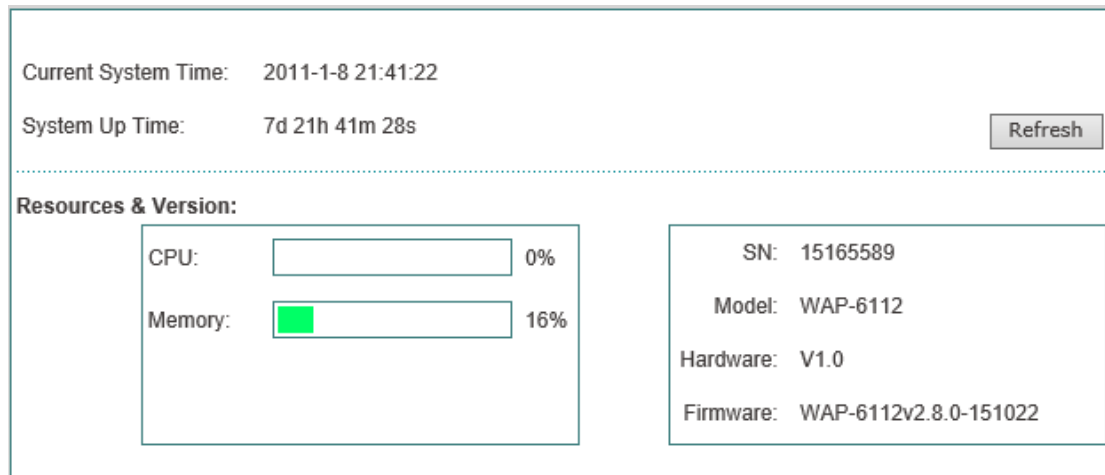 Current System Time: 2011-1-8 21:41:22
System Up Time: 7d 21h 41m 28s
Refresh
Resources & Version:
CPU: 0%
Memory: 16%
SN: 15165589
Model: WAP-6112
Hardware: V1.0
Firmware: WAP-6112v2.8.0-151022